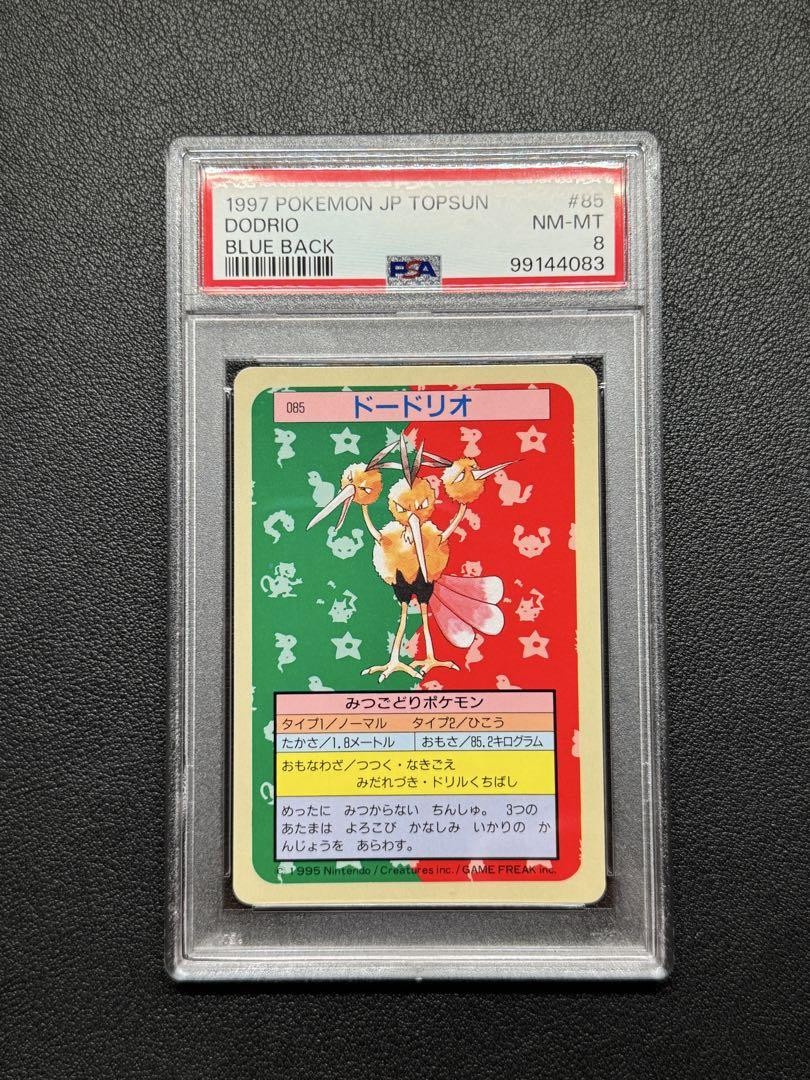 1997 POKEMON JP TOPSUN #85
DODRIO NM-MT
BLUE BACK 8
PSA 99144083
085 ドードリオ
みつごどりポケモン
タイプ1/ノーマル タイプ2/ひこう
たかさ/1.8メートル おもさ/85.2キログラム
おもなわざ/つつく・なきごえ
みだれづき・ドリルくちばし
めったに みつからない ちんしゅ。 3つの
あたまは よろこび かなしみ いかりの か
んじょうを あらわす。
© 1995 Nintendo / Creatures inc. / GAME FREAK inc.